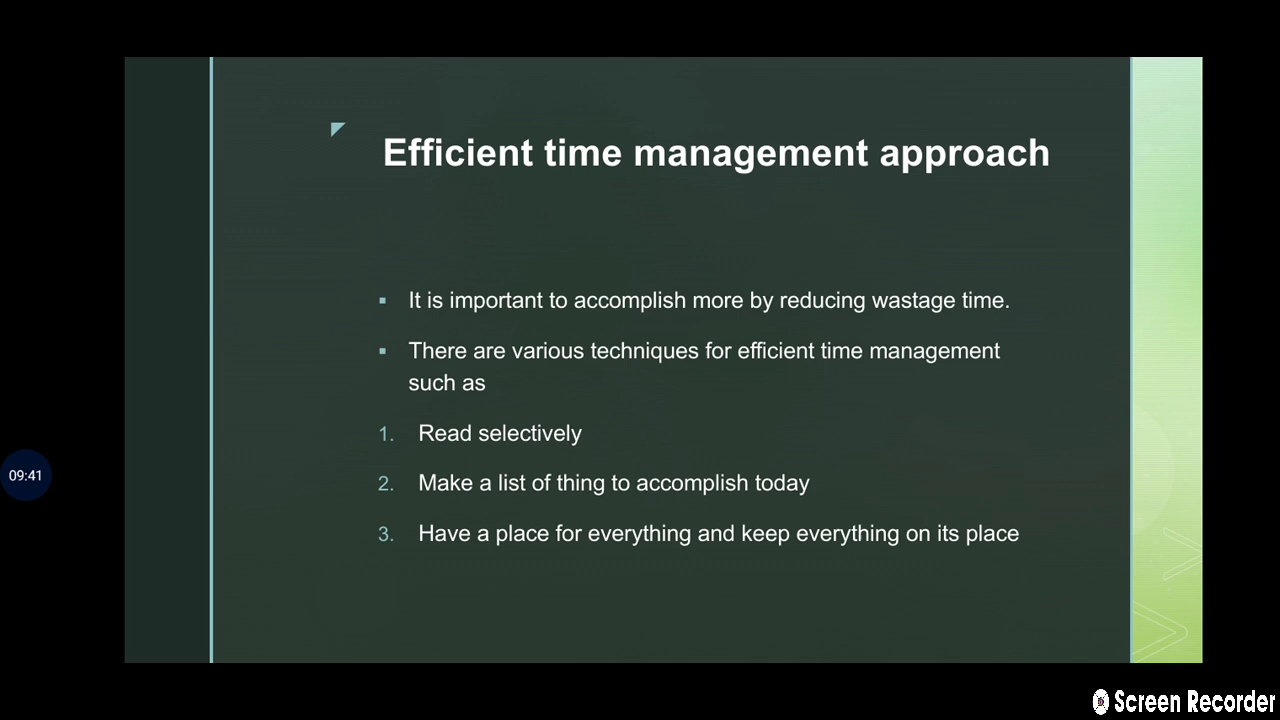 Efficient time management approach
▪ It is important to accomplish more by reducing wastage time.
▪ There are various techniques for efficient time management
such as
1. Read selectively
2. Make a list of thing to accomplish today
3. Have a place for everything and keep everything on its place
09:41
Screen Recorder